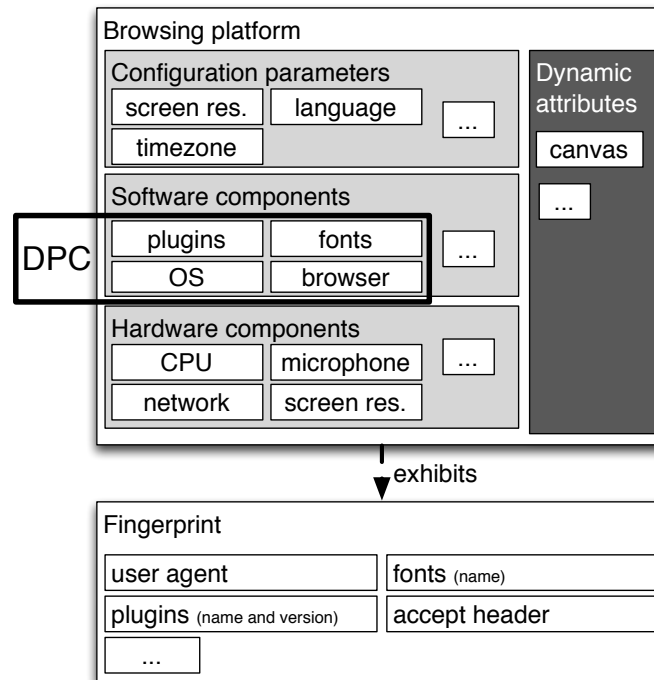 Browsing platform
Configuration parameters
screen res.
language
...
timezone
Dynamic
attributes
canvas
...
Software components
DPC
plugins
fonts
...
OS
browser
Hardware components
CPU
microphone
...
network
screen res.
exhibits
Fingerprint
user agent
fonts (name)
plugins (name and version)
accept header
...